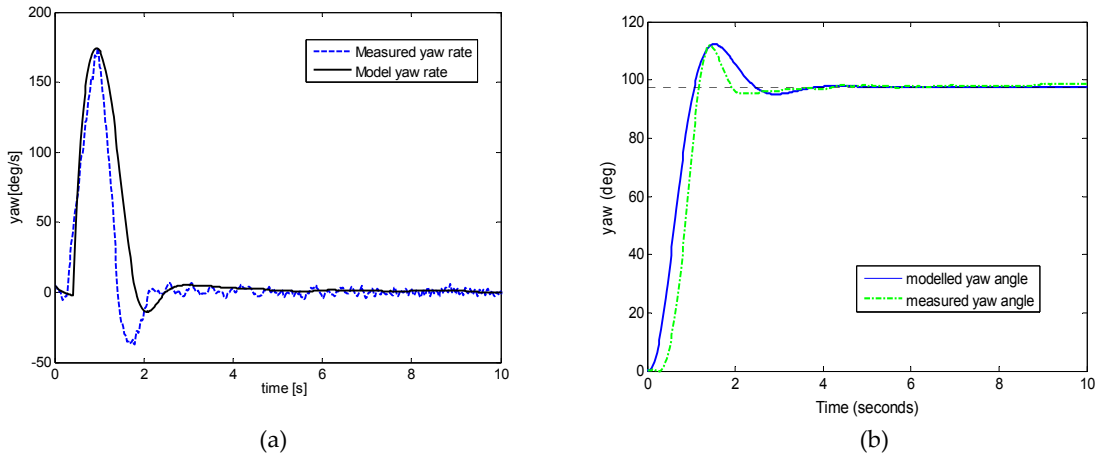 200
150
100
50
0
-50
yaw[deg/s]
Measured yaw rate
Model yaw rate
0 2 4 6 8 10
time [s]
(a)
120
100
80
60
40
20
0
yaw (deg)
modelled yaw angle
measured yaw angle
0 2 4 6 8 10
Time (seconds)
(b)